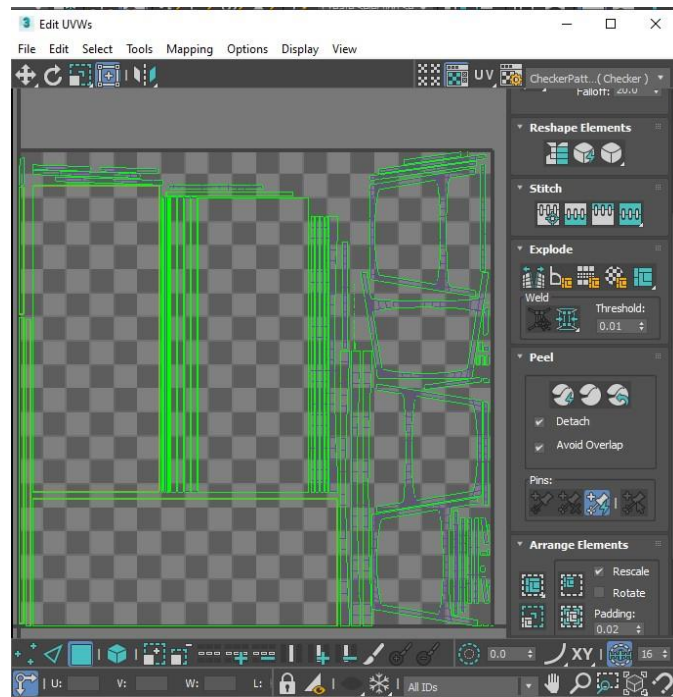 3 Edit UVWs
File Edit Select Tools Mapping Options Display View
UV CheckerPatt...( Checker )
Falloff: 20.0
Reshape Elements
Stitch
Explode
Weld
Threshold:
0.01
Peel
Detach
Avoid Overlap
Pins:
Arrange Elements
Rescale
Rotate
Padding:
0.02
0.0 XY 16
U: V: W: L: All IDs